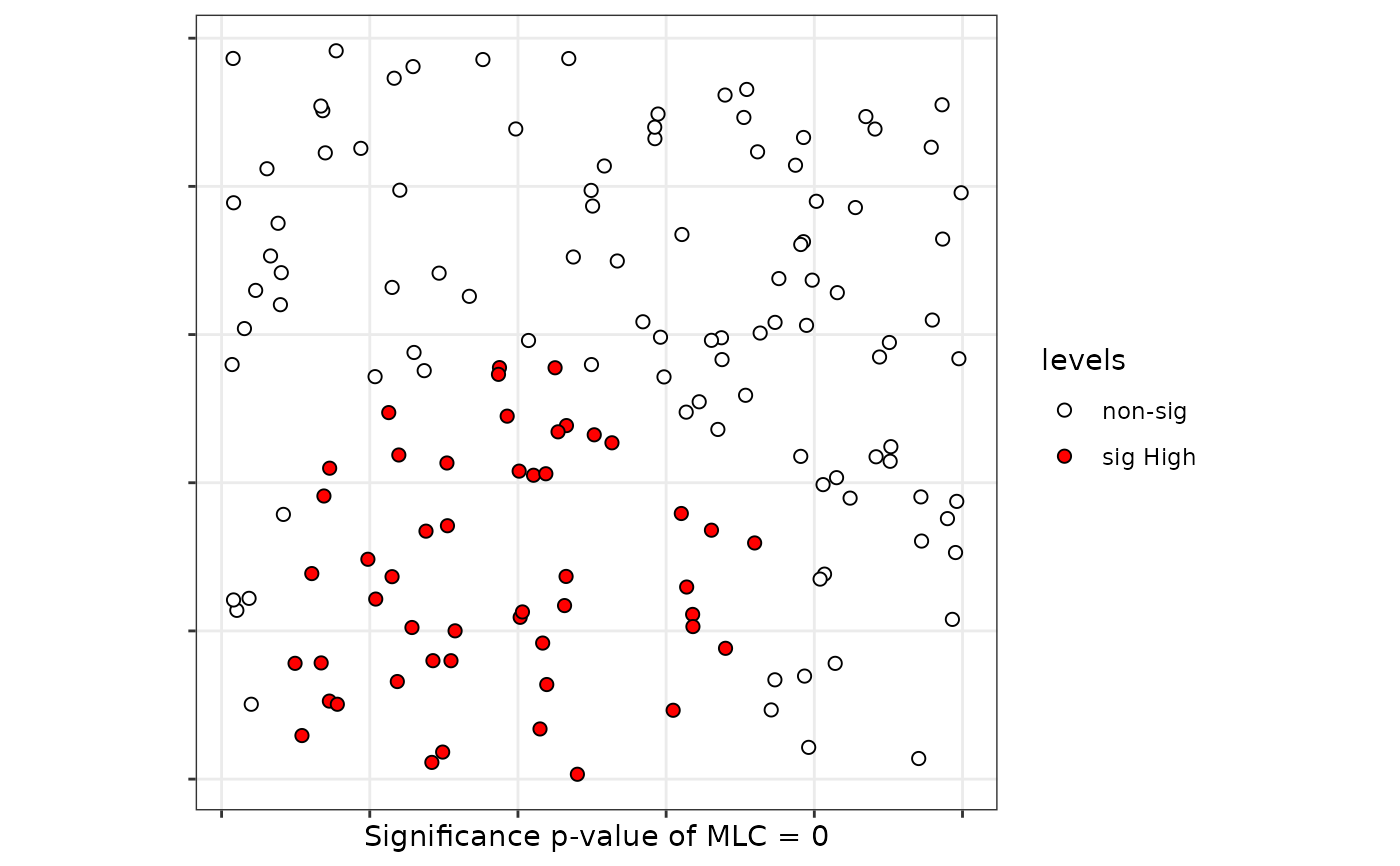 levels
non-sig
sig High
Significance p-value of MLC = 0